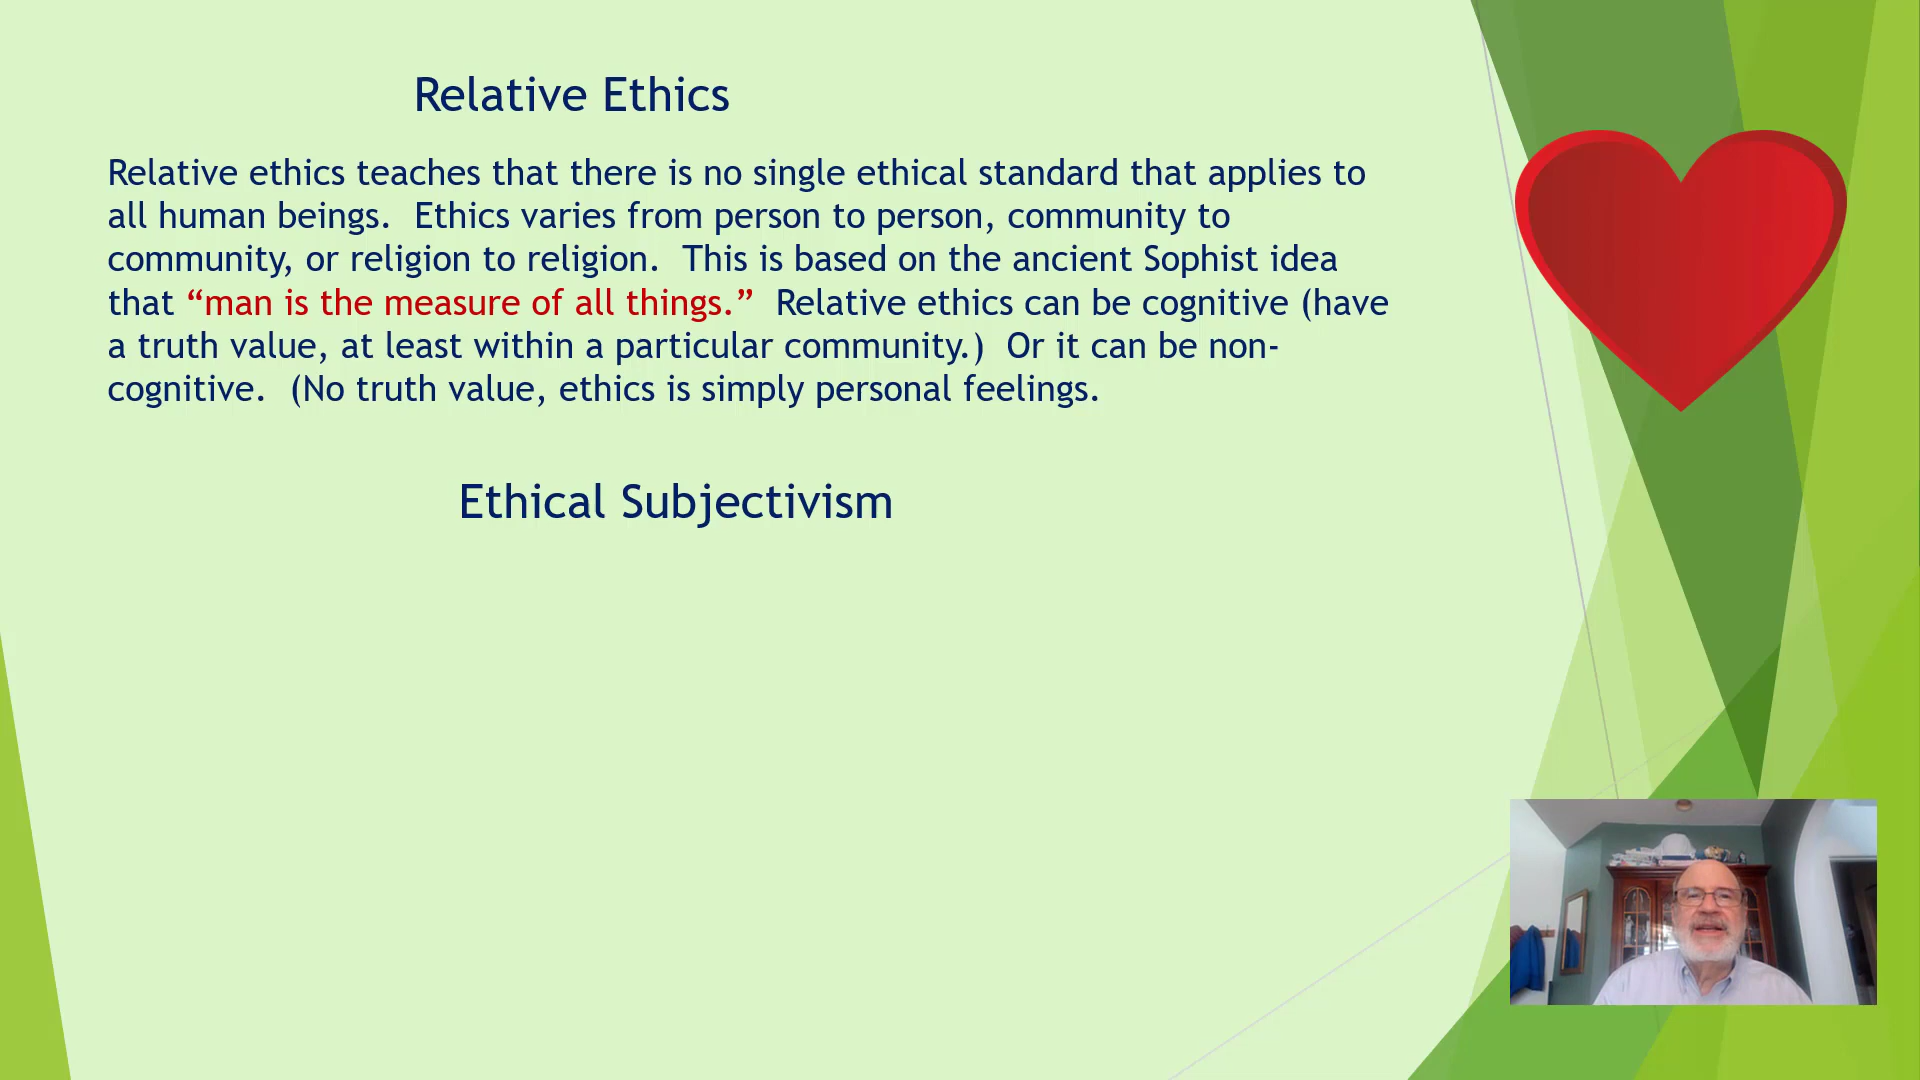 Relative Ethics
Relative ethics teaches that there is no single ethical standard that applies to
all human beings.  Ethics varies from person to person, community to
community, or religion to religion.  This is based on the ancient Sophist idea
that “man is the measure of all things.”  Relative ethics can be cognitive (have
a truth value, at least within a particular community.)  Or it can be non-
cognitive.  (No truth value, ethics is simply personal feelings.
Ethical Subjectivism